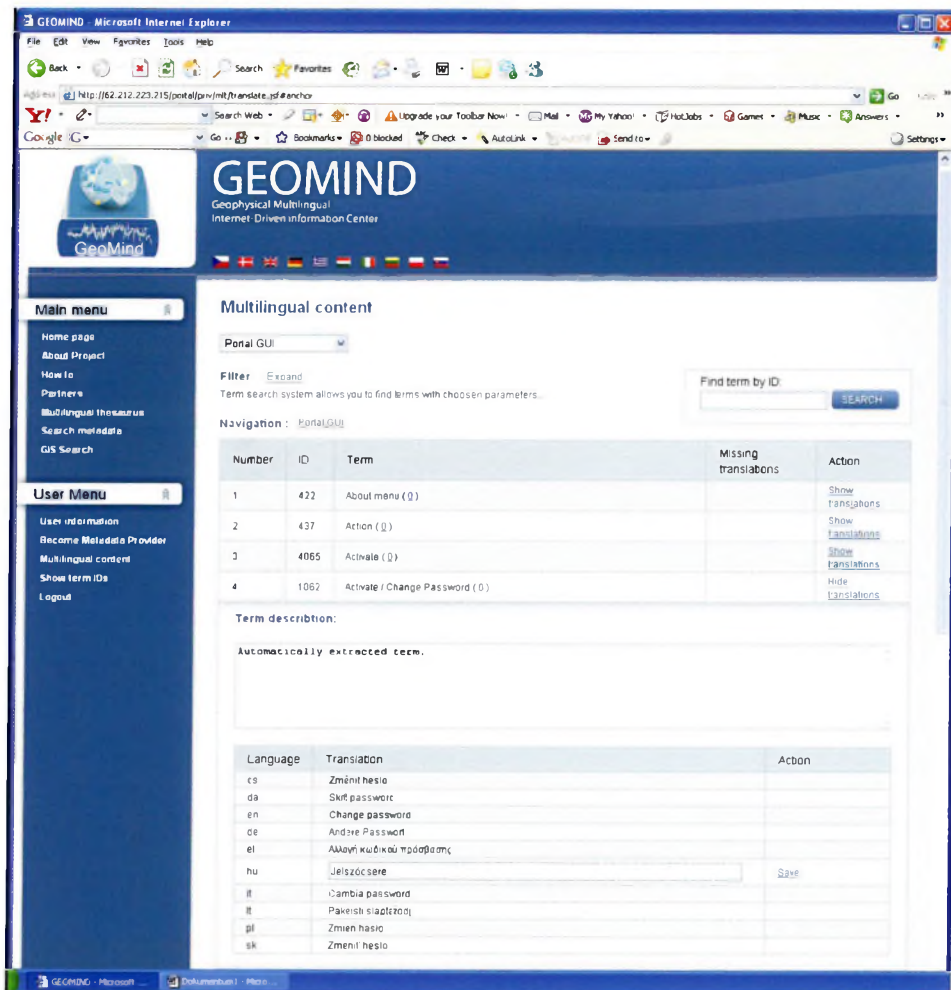 GEOMIND - Microsoft Internet Explorer
File Edit View Favorites Tools Help
Back Search Favorites
Address http://62.212.223.215/portal/priv/mlt/translate.jsf#anchor Go
Y! Search Web Upgrade your Toolbar Now! Mail My Yahoo! HotJobs Games Music Answers
Google Go Bookmarks 0 blocked Check AutoLink Send to Settings
GEOMIND
Geophysical Multilingual
Internet-Driven Information Center
GeoMind
Main menu
Home page
About Project
How to
Partners
Multilingual thesaurus
Search metadata
GIS Search
User Menu
User information
Become Metadata Provider
Multilingual content
Show term IDs
Logout
Multilingual content
Portal GUI
Filter Expand
Term search system allows you to find terms with choosen parameters...
Find term by ID:
SEARCH
Navigation : Portal GUI
Number ID Term Missing translations Action
1 422 About menu ( 0 ) Show translations
2 437 Action ( 0 ) Show translations
3 4065 Activate ( 0 ) Show translations
4 1062 Activate / Change Password ( 0 ) Hide translations
Term describtion:
Automatically extracted term.
Language Translation Action
cs Změnit heslo
da Skift password
en Change password
de Andere Passwort
el Αλλαγή κωδικού πρόσβασης
hu Jelszócsere Save
it Cambia password
lt Pakeisti slaptažodį
pl Zmień hasło
sk Zmeniť heslo
GEOMIND - Microsoft ... Dokumentum1 - Micro...